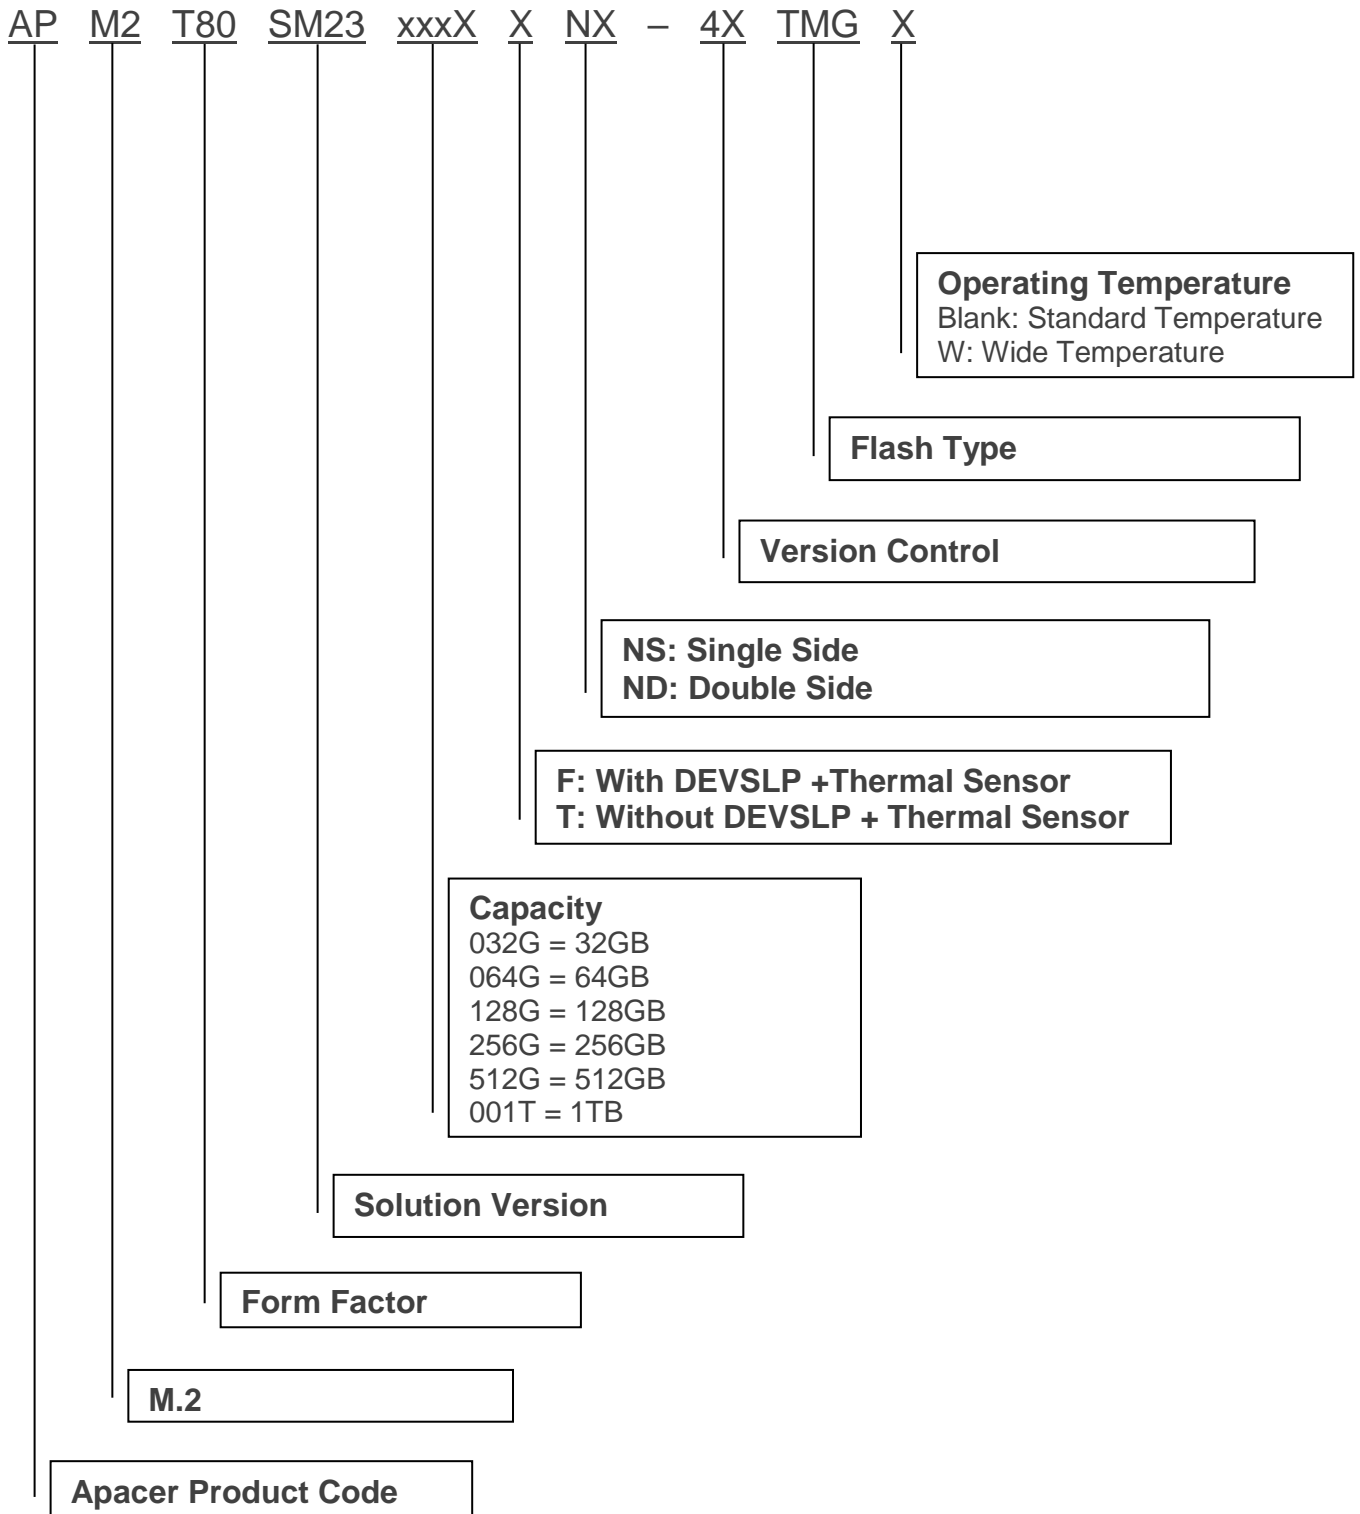 AP M2 T80 SM23 xxxX X NX – 4X TMG X
Operating Temperature
Blank: Standard Temperature
W: Wide Temperature
Flash Type
Version Control
NS: Single Side
ND: Double Side
F: With DEVSLP +Thermal Sensor
T: Without DEVSLP + Thermal Sensor
Capacity
032G = 32GB
064G = 64GB
128G = 128GB
256G = 256GB
512G = 512GB
001T = 1TB
Solution Version
Form Factor
M.2
Apacer Product Code